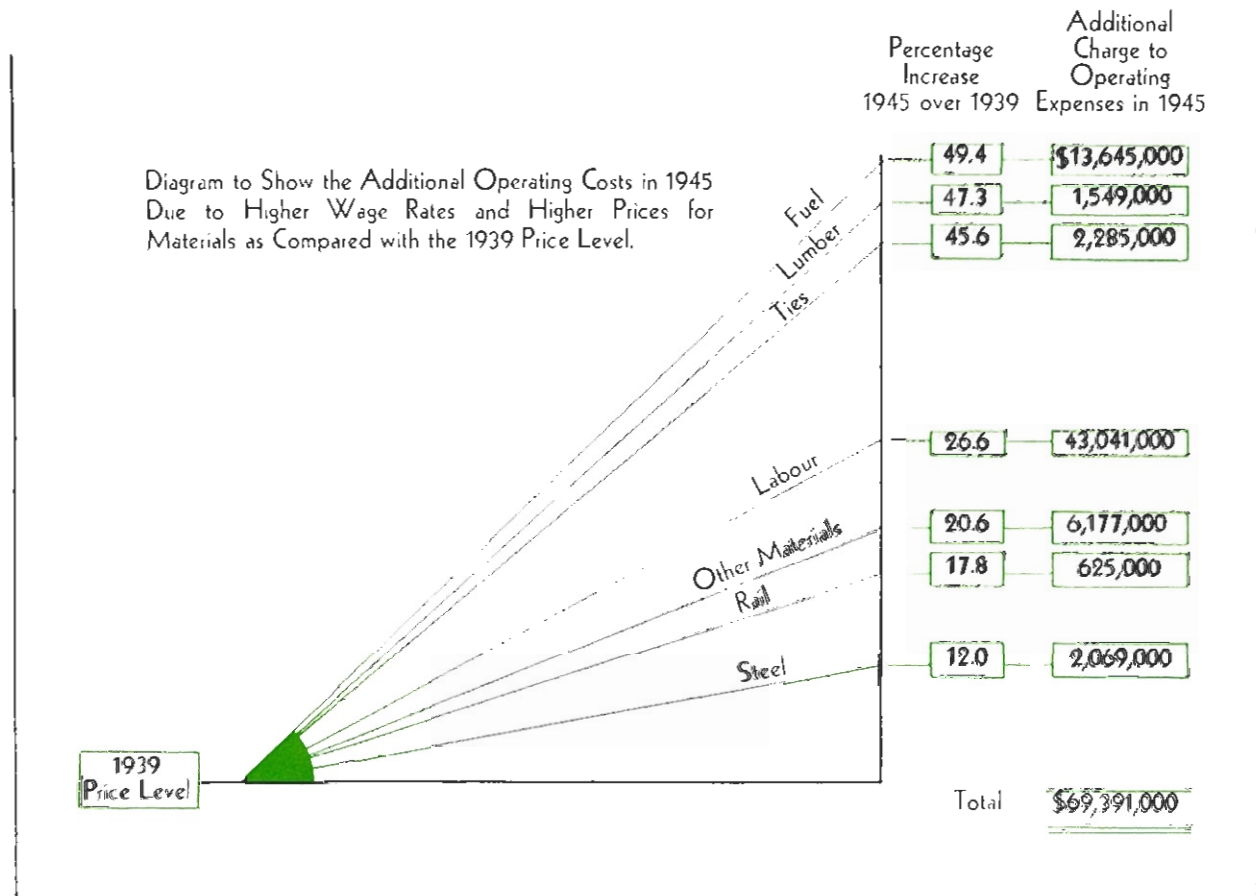 Percentage
Increase
1945 over 1939
Additional
Charge to
Operating
Expenses in 1945
Diagram to Show the Additional Operating Costs in 1945
Due to Higher Wage Rates and Higher Prices for
Materials as Compared with the 1939 Price Level.
Fuel 49.4 $13,645,000
Lumber 47.3 1,549,000
Ties 45.6 2,285,000
Labour 26.6 43,041,000
Other Materials 20.6 6,177,000
Rail 17.8 625,000
Steel 12.0 2,069,000
1939
Price Level
Total $69,391,000